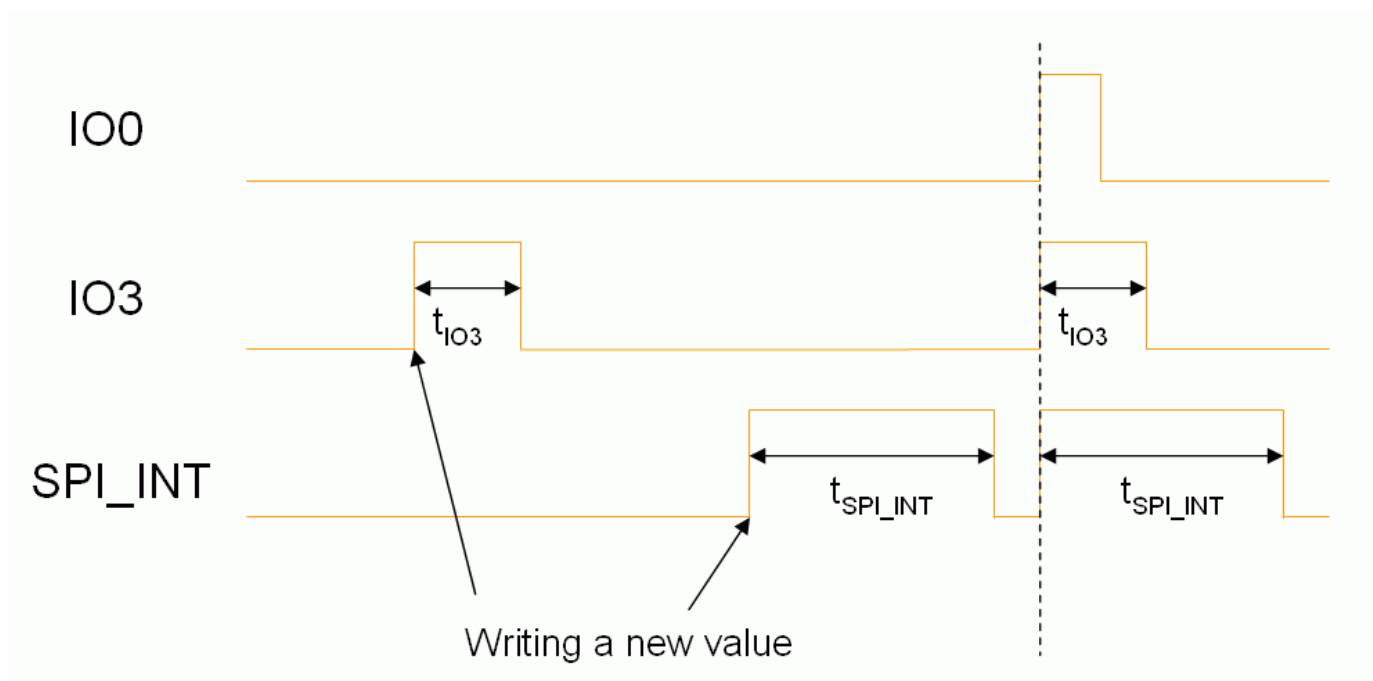 IO0
IO3
tIO3
tIO3
SPI_INT
tSPI_INT
tSPI_INT
Writing a new value